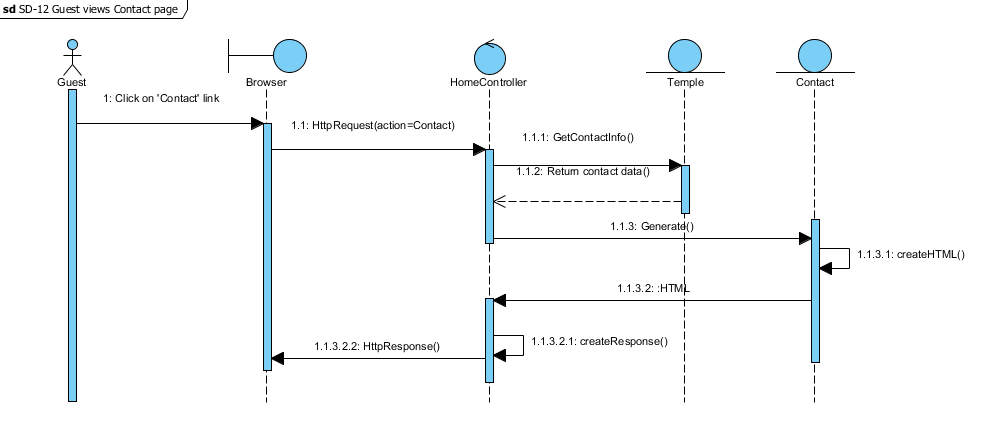 sd SD-12 Guest views Contact page
Guest
Browser
HomeController
Temple
Contact
1: Click on 'Contact' link
1.1: HttpRequest(action=Contact)
1.1.1: GetContactInfo()
1.1.2: Return contact data()
1.1.3: Generate()
1.1.3.1: createHTML()
1.1.3.2: :HTML
1.1.3.2.1: createResponse()
1.1.3.2.2: HttpResponse()